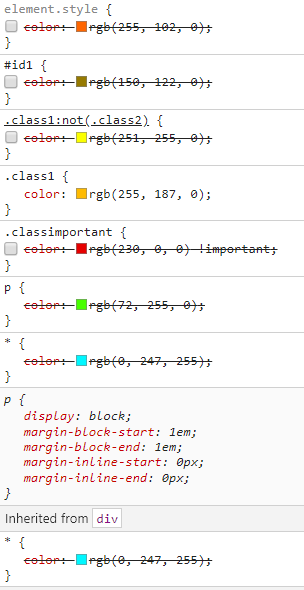 element.style {
color: rgb(255, 102, 0);
}
#id1 {
color: rgb(150, 122, 0);
}
.class1:not(.class2) {
color: rgb(251, 255, 0);
}
.class1 {
color: rgb(255, 187, 0);
}
.classimportant {
color: rgb(230, 0, 0) !important;
}
p {
color: rgb(72, 255, 0);
}
* {
color: rgb(0, 247, 255);
}
p {
display: block;
margin-block-start: 1em;
margin-block-end: 1em;
margin-inline-start: 0px;
margin-inline-end: 0px;
}
Inherited from div
* {
color: rgb(0, 247, 255);
}